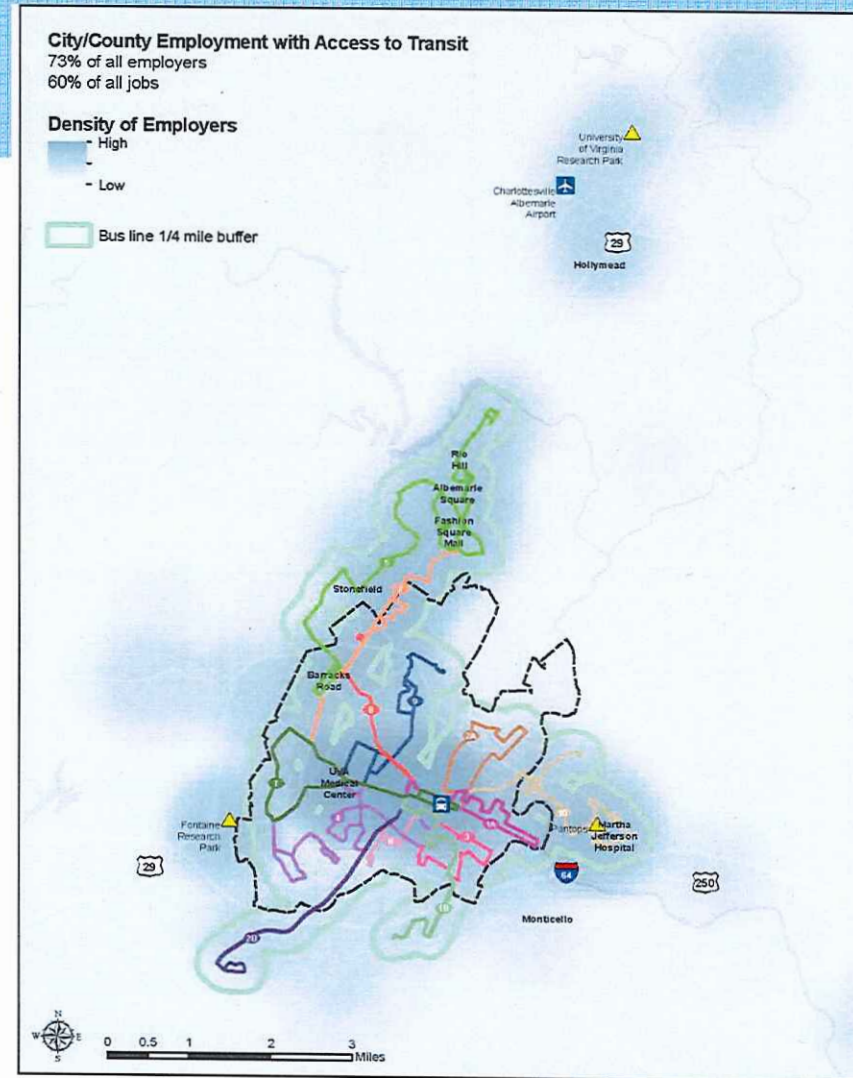 City/County Employment with Access to Transit
73% of all employers
60% of all jobs
Density of Employers
High
Low
Bus line 1/4 mile buffer
University
of Virginia
Research Park
Charlottesville
Albemarle
Airport
29
Hollymead
Rio
Hill
Albemarle
Square
Fashion
Square
Mall
Stonefield
Barracks
Road
UVA
Medical
Center
Fontaine
Research
Park
Pantops
Martha
Jefferson
Hospital
29
64
250
Monticello
20
N
W
E
S
0
0.5
1
2
3
Miles